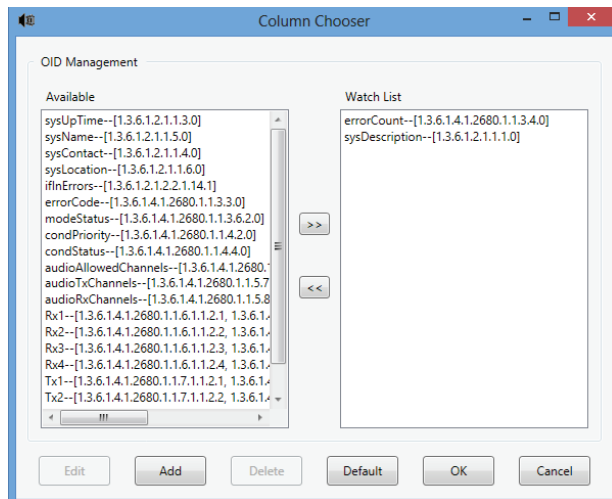 Column Chooser
OID Management
Available
sysUpTime--[1.3.6.1.2.1.1.3.0]
sysName--[1.3.6.1.2.1.1.5.0]
sysContact--[1.3.6.1.2.1.1.4.0]
sysLocation--[1.3.6.1.2.1.1.6.0]
ifInErrors--[1.3.6.1.2.1.2.2.1.14.1]
errorCode--[1.3.6.1.4.1.2680.1.1.3.3.0]
modeStatus--[1.3.6.1.4.1.2680.1.1.3.6.2.0]
condPriority--[1.3.6.1.4.1.2680.1.1.4.2.0]
condStatus--[1.3.6.1.4.1.2680.1.1.4.4.0]
audioAllowedChannels--[1.3.6.1.4.1.2680.1
audioTxChannels--[1.3.6.1.4.1.2680.1.1.5.7
audioRxChannels--[1.3.6.1.4.1.2680.1.1.5.8
Rx1--[1.3.6.1.4.1.2680.1.1.6.1.1.2.1, 1.3.6.1.4
Rx2--[1.3.6.1.4.1.2680.1.1.6.1.1.2.2, 1.3.6.1.4
Rx3--[1.3.6.1.4.1.2680.1.1.6.1.1.2.3, 1.3.6.1.4
Rx4--[1.3.6.1.4.1.2680.1.1.6.1.1.2.4, 1.3.6.1.4
Tx1--[1.3.6.1.4.1.2680.1.1.7.1.1.2.1, 1.3.6.1.4
Tx2--[1.3.6.1.4.1.2680.1.1.7.1.1.2.2, 1.3.6.1.4
>>
<<
Watch List
errorCount--[1.3.6.1.4.1.2680.1.1.3.4.0]
sysDescription--[1.3.6.1.2.1.1.1.0]
Edit Add Delete Default OK Cancel